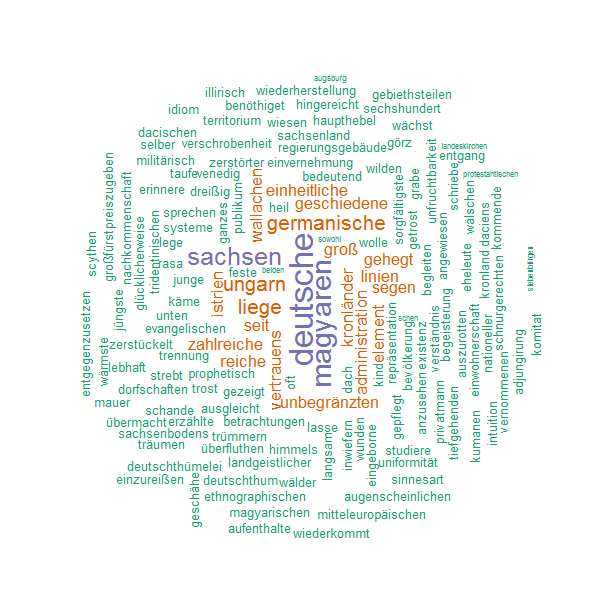 augsburg
illirisch
wiederherstellung
gebiethsteilen
benöthiget
hingereicht
sechshundert
idiom
territorium
wiesen
haupthebel
wächst
dacischen
sachsenland
selber
verschrobenheit
regierungsgebäude
görz
landeskirchen
entgang
militärisch
zerstörter
einvernehmung
taufe
venedig
bedeutend
wilden
protestantischen
erinnere
dreißig
publikum
wallachen
einheitliche
sorgfältigste
grabe
unfruchtbarkeit
schriebe
wälschen
kommende
scythen
großfürst
preiszugeben
nachkommenschaft
glücklicherweise
tridentinischen
sprechen
ganzes
heil
geschiedene
getrost
systeme
germanische
wolle
angewiesen
daciens
lege
sachsen
deutsche
sowohl
groß
gehegt
begleiten
eheleute
kronland
schnurgerechten
siebenbürgen
rasa
feste
belden
magyaren
linien
junge
istrien
ungarn
kronländer
segen
entgegenzusetzen
jüngste
käme
liege
administration
element
schen
begeisterung
verständnis
nationeller
komitat
unten
seit
repräsentation
bevölkerung
existenz
auszurotten
einwohnerschaft
adjungirung
evangelischen
wärmste
zerstückelt
zahlreiche
vertrauens
trennung
reiche
lebhaft
strebt
prophetisch
dach
kind
anzusehen
privatmann
vernommenen
intuition
dorfschaften
trost
gezeigt
oft
unbegränzten
gepflegt
tiefgehenden
kumanen
mauer
schande
ausgleicht
übermacht
erzählte
betrachtungen
lasse
langsam
inwiefern
wunden
eingeborne
sachsenbodens
trümmern
träumen
überfluthen
himmels
studiere
deutschthümelei
landgeistlicher
uniformität
einzureißen
geschähe
deutschthum
wälder
sinnesart
ethnographischen
augenscheinlichen
magyarischen
mitteleuropäischen
aufenthalte
wiederkommt